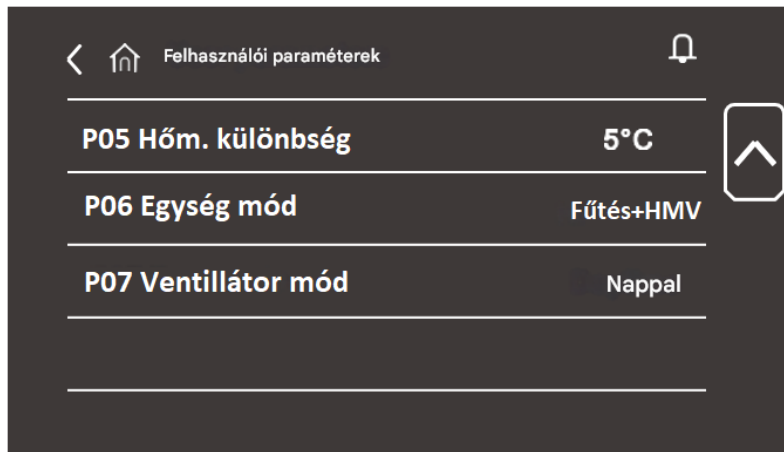 Felhasználói paraméterek
P05 Hőm. különbség 5°C
P06 Egység mód Fűtés+HMV
P07 Ventillátor mód Nappal